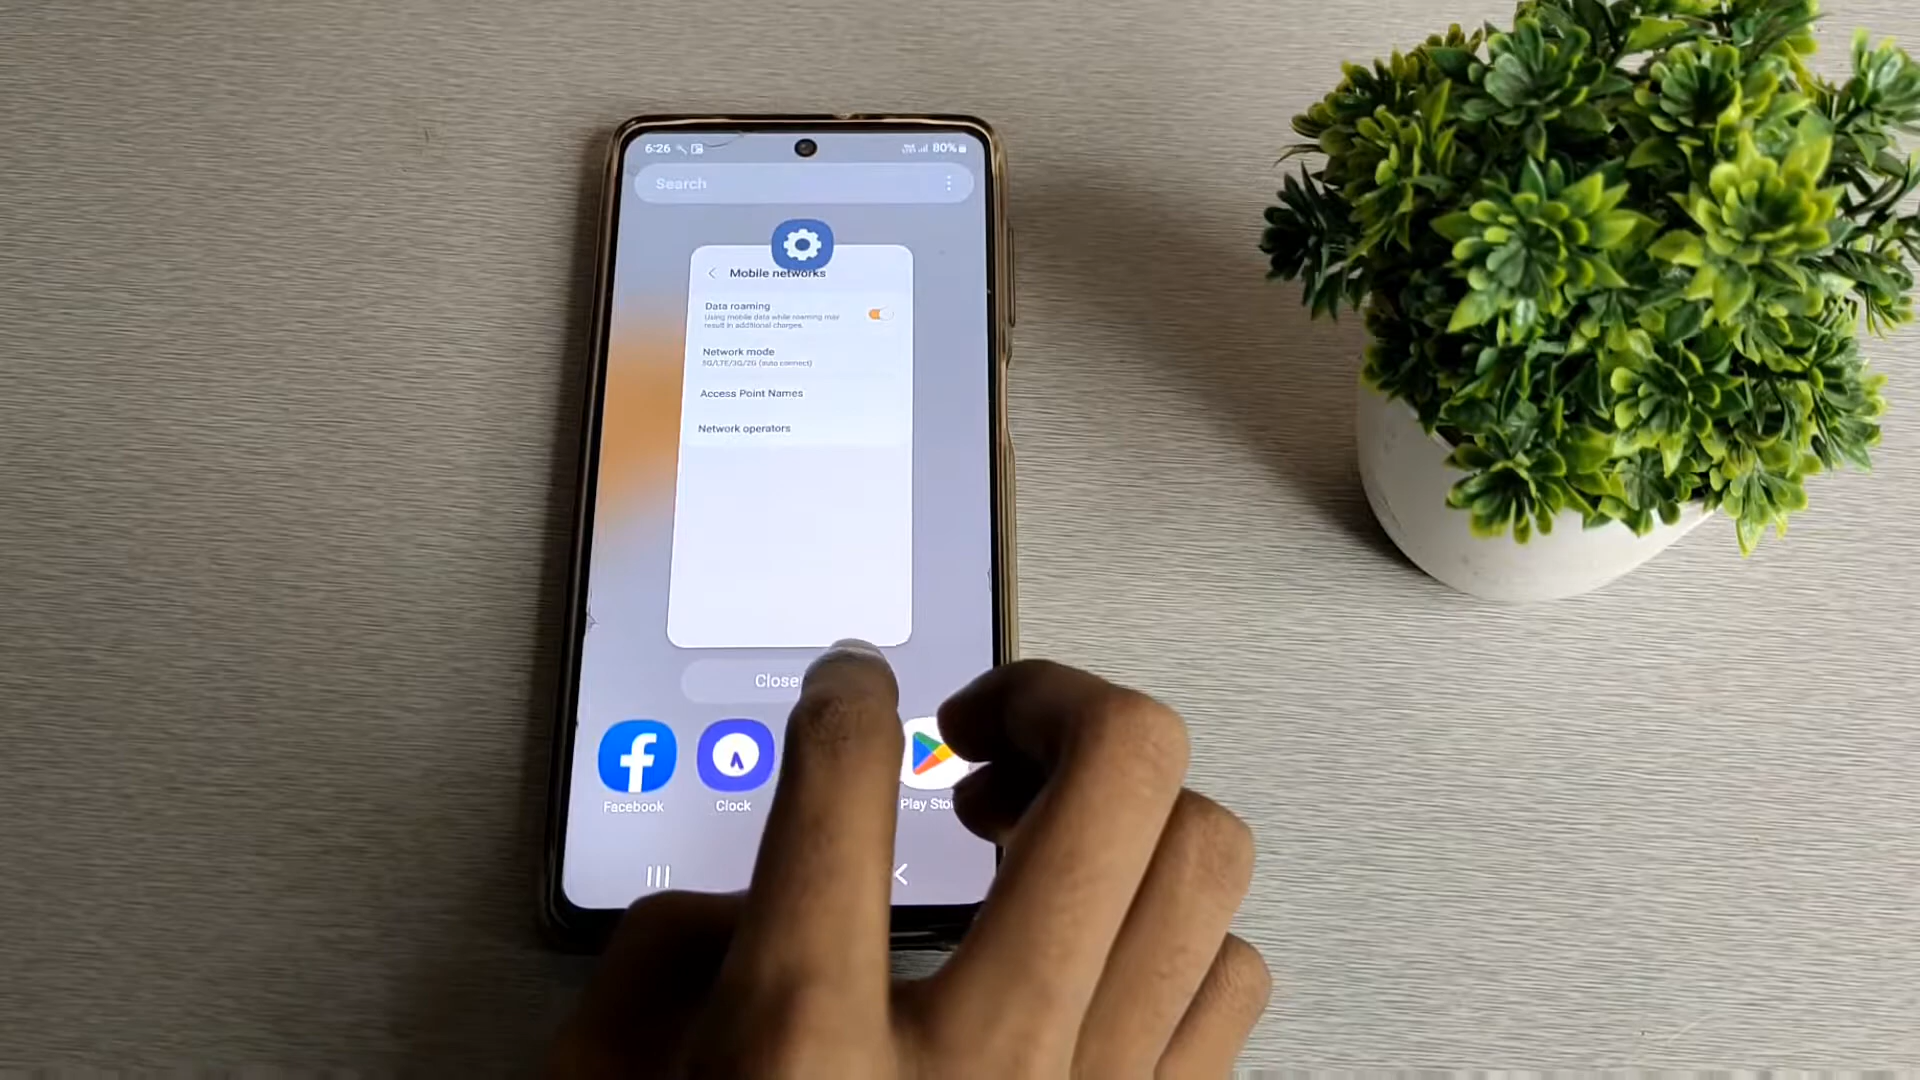 6:26
80%
Search
Mobile networks
Data roaming
Using mobile data while roaming may
result in additional charges.
Network mode
5G/LTE/3G/2G (auto connect)
Access Point Names
Network operators
Close
Facebook
Clock
Play Sto